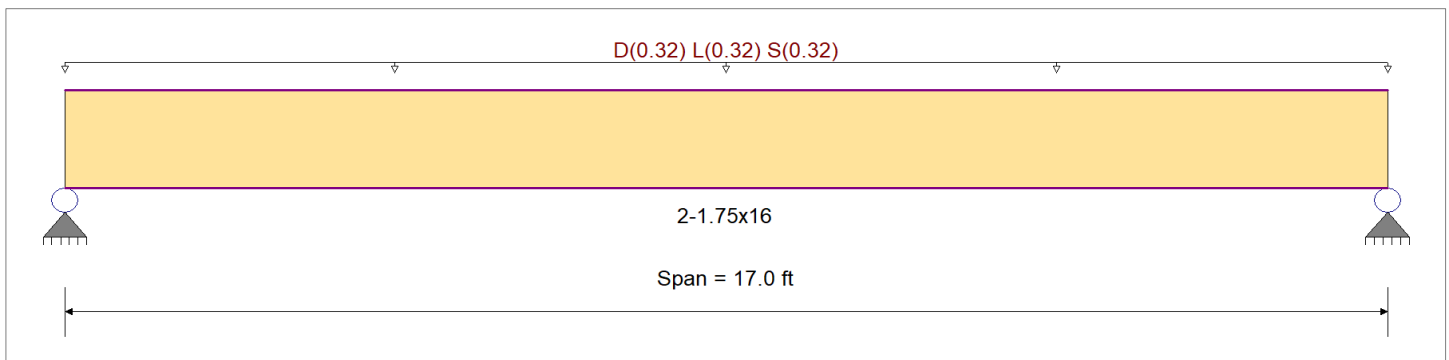 D(0.32) L(0.32) S(0.32)
2-1.75x16
Span = 17.0 ft